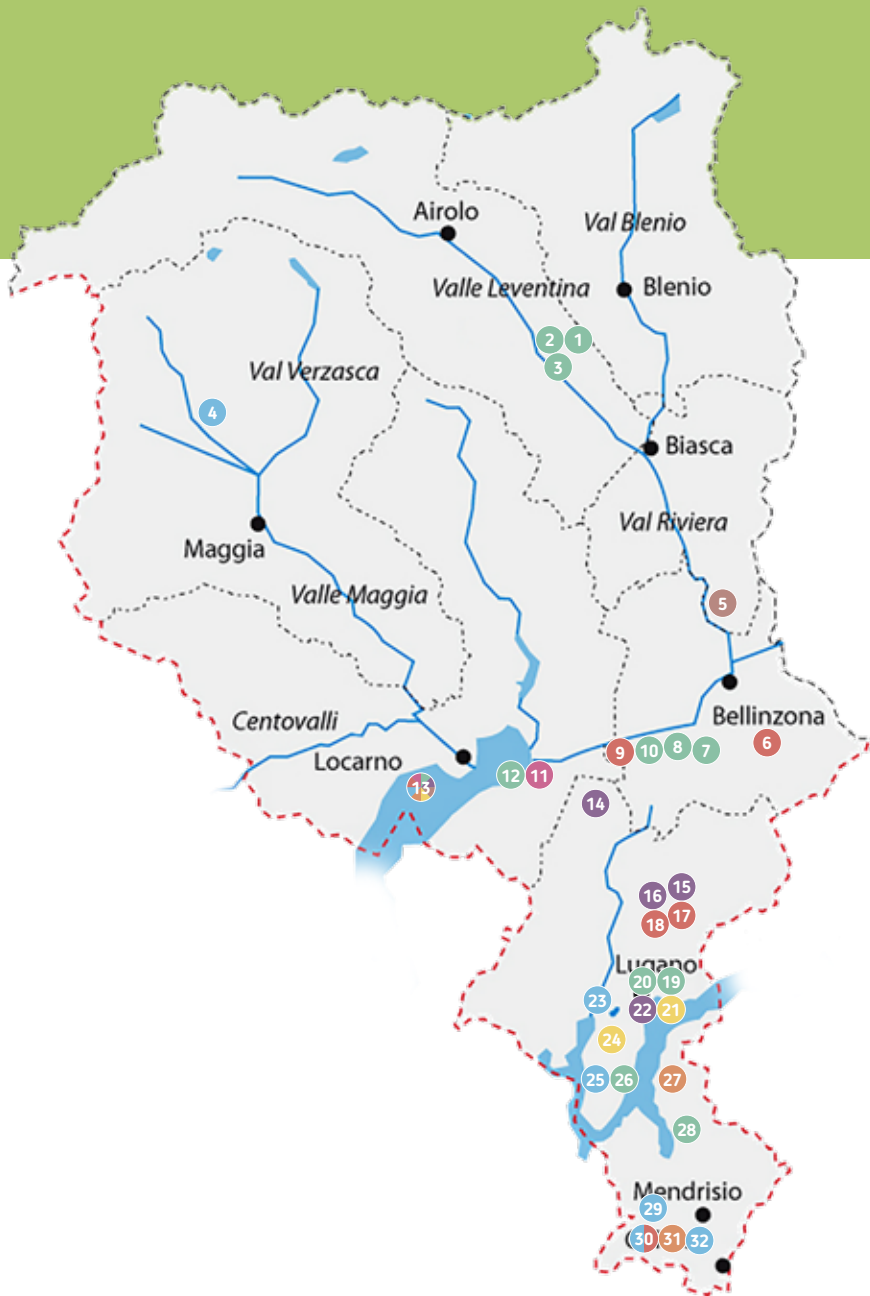 Airolo
Val Blenio
Valle Leventina
Blenio
2 1
3
Val Verzasca
4
Biasca
Val Riviera
Maggia
Valle Maggia
5
Bellinzona
Centovalli
6
9 10 8 7
Locarno
12 11
13
14
16 15
18 17
Lugano
20 19
23
22 21
24
25 26 27
28
Mendrisio
29
30 31 32